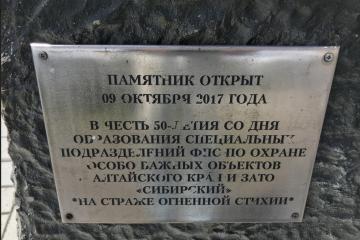 ПАМЯТНИК ОТКРЫТ
09 ОКТЯБРЯ 2017 ГОДА
В ЧЕСТЬ 50-ЛЕТИЯ СО ДНЯ
ОБРАЗОВАНИЯ СПЕЦИАЛЬНЫХ
ПОДРАЗДЕЛЕНИЙ ФПС ПО ОХРАНЕ
ОСОБО ВАЖНЫХ ОБЪЕКТОВ
АЛТАЙСКОГО КРАЯ И ЗАТО
«СИБИРСКИЙ»
"НА СТРАЖЕ ОГНЕННОЙ СТИХИИ"